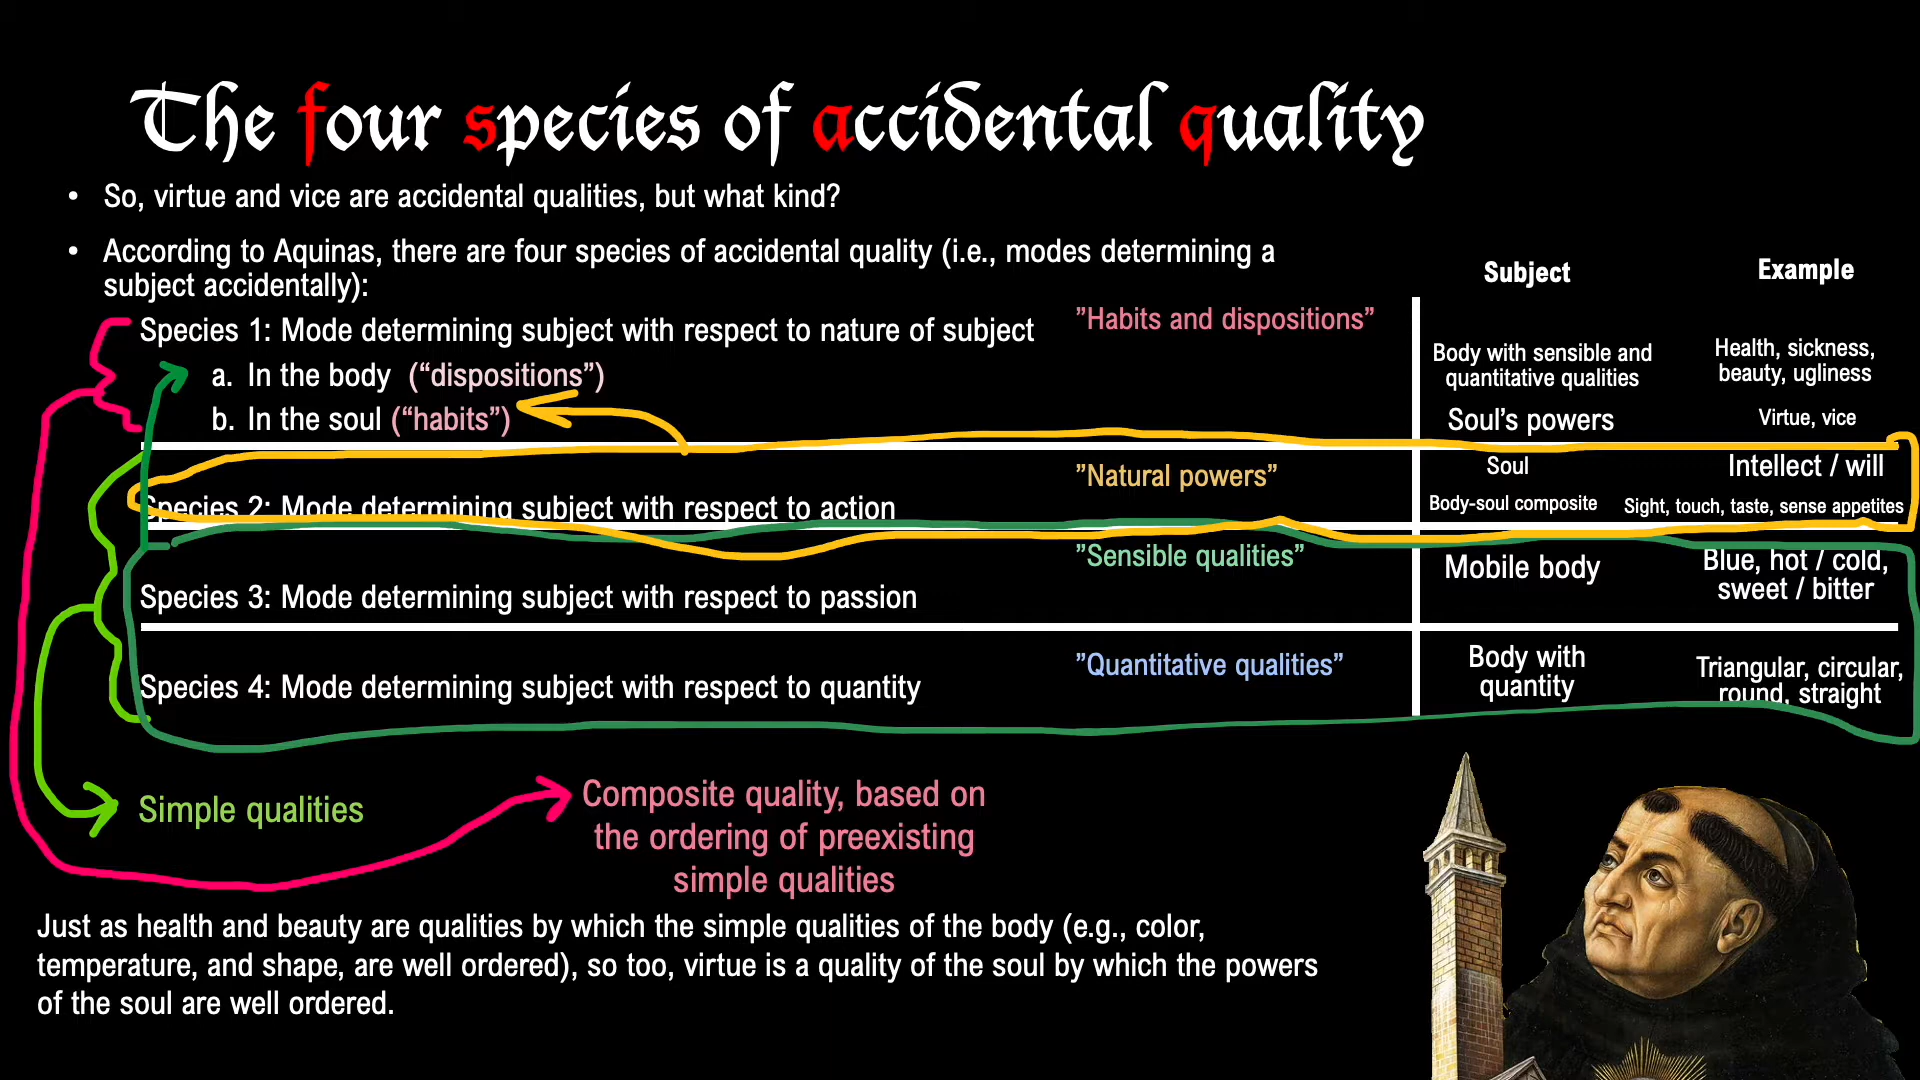 The four species of accidental quality
• So, virtue and vice are accidental qualities, but what kind?
• According to Aquinas, there are four species of accidental quality (i.e., modes determining a
subject accidentally):
Subject
Example
Species 1: Mode determining subject with respect to nature of subject
”Habits and dispositions”
a. In the body (“dispositions”)
Body with sensible and
quantitative qualities
Health, sickness,
beauty, ugliness
b. In the soul (“habits”)
Soul’s powers
Virtue, vice
Species 2: Mode determining subject with respect to action
”Natural powers”
Soul
Intellect / will
Body-soul composite
Sight, touch, taste, sense appetites
Species 3: Mode determining subject with respect to passion
”Sensible qualities”
Mobile body
Blue, hot / cold,
sweet / bitter
Species 4: Mode determining subject with respect to quantity
”Quantitative qualities”
Body with
quantity
Triangular, circular,
round, straight
Simple qualities
Composite quality, based on
the ordering of preexisting
simple qualities
Just as health and beauty are qualities by which the simple qualities of the body (e.g., color,
temperature, and shape, are well ordered), so too, virtue is a quality of the soul by which the powers
of the soul are well ordered.